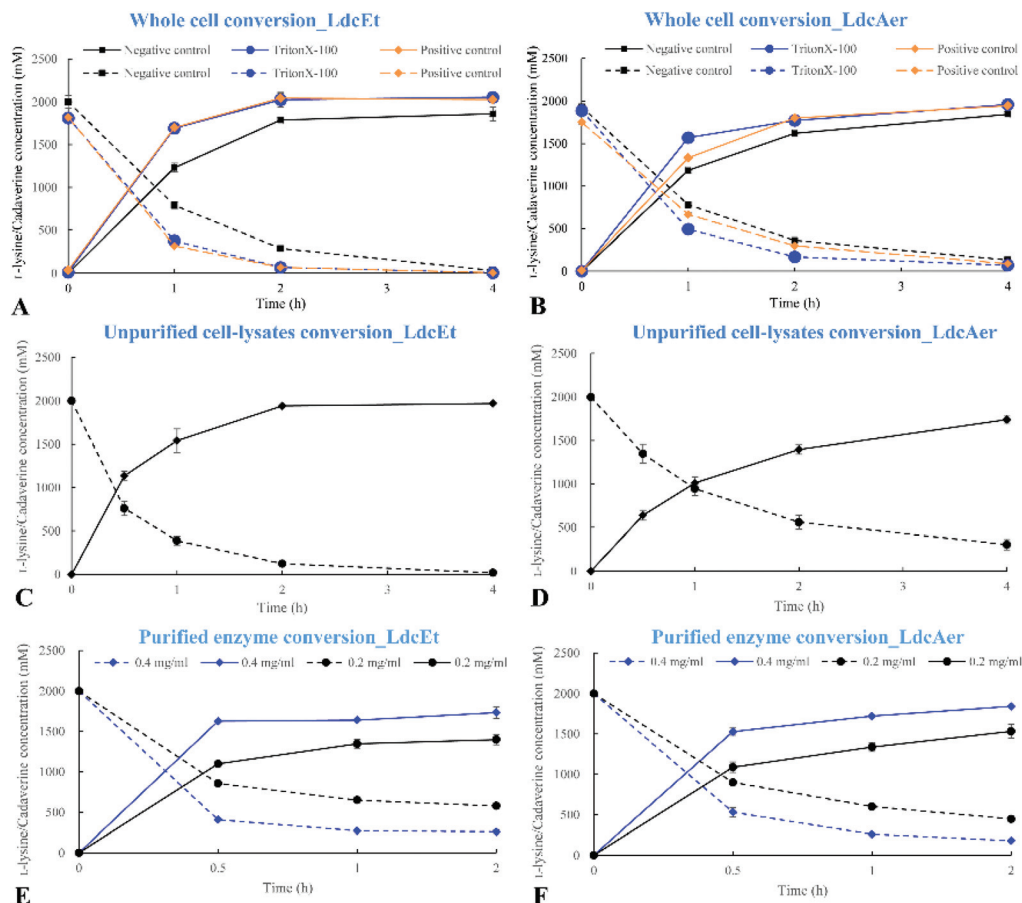 Whole cell conversion_LdcEt
Negative control TritonX-100 Positive control
Negative control TritonX-100 Positive control
L-lysine/Cadaverine concentration (mM)
2500
2000
1500
1000
500
0
0 1 2 3 4
Time (h)
A
Whole cell conversion_LdcAer
Negative control TritonX-100 Positive control
Negative control TritonX-100 Positive control
L-lysine/Cadaverine concentration (mM)
2500
2000
1500
1000
500
0
0 1 2 3 4
Time (h)
B
Unpurified cell-lysates conversion_LdcEt
L-lysine/Cadaverine concentration (mM)
2500
2000
1500
1000
500
0
0 1 2 3 4
Time (h)
C
Unpurified cell-lysates conversion_LdcAer
L-lysine/Cadaverine concentration (mM)
2500
2000
1500
1000
500
0
0 1 2 3 4
Time (h)
D
Purified enzyme conversion_LdcEt
0.4 mg/ml 0.4 mg/ml 0.2 mg/ml 0.2 mg/ml
L-lysine/Cadaverine concentration (mM)
2500
2000
1500
1000
500
0
0 0.5 1 2
Time (h)
E
Purified enzyme conversion_LdcAer
0.4 mg/ml 0.4 mg/ml 0.2 mg/ml 0.2 mg/ml
L-lysine/Cadaverine concentration (mM)
2500
2000
1500
1000
500
0
0 0.5 1 2
Time (h)
F